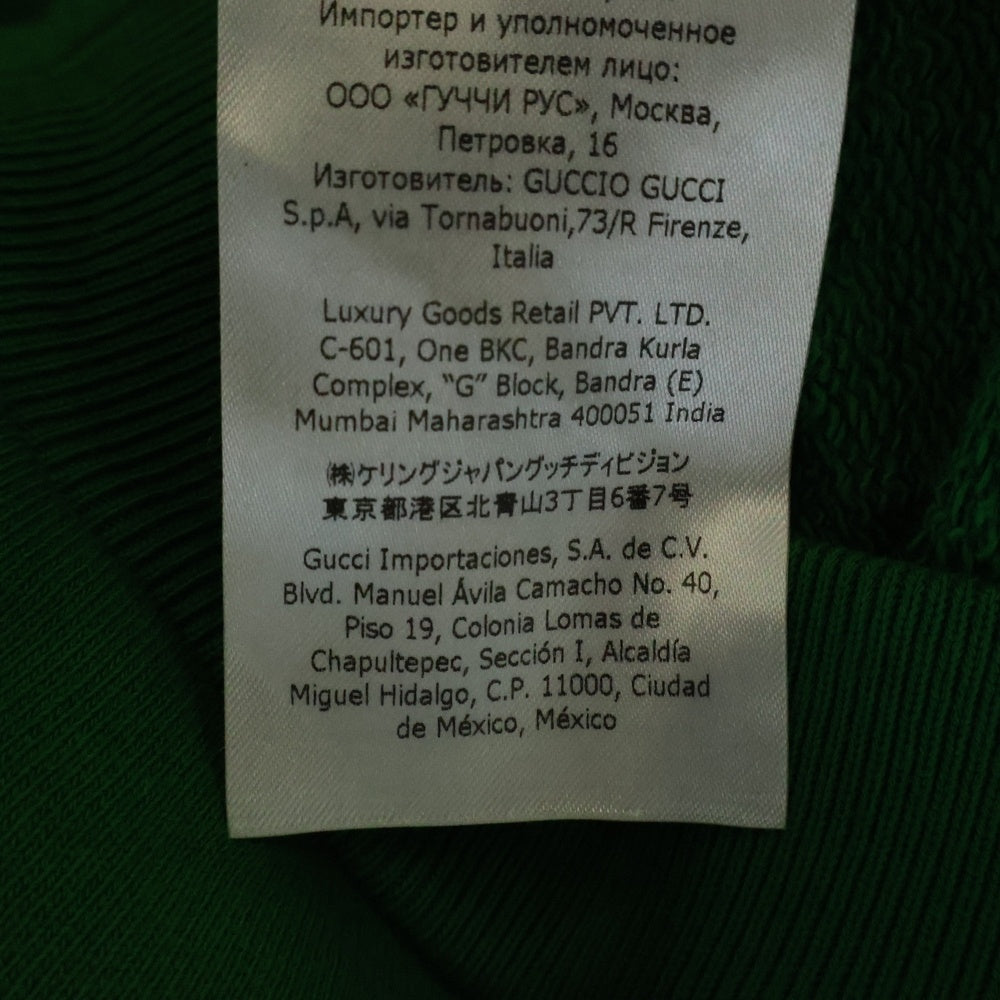 Импортер и уполномоченное
изготовителем лицо:
ООО «ГУЧЧИ РУС», Москва,
Петровка, 16
Изготовитель: GUCCIO GUCCI
S.p.A, via Tornabuoni,73/R Firenze,
Italia
Luxury Goods Retail PVT. LTD.
C-601, One BKC, Bandra Kurla
Complex, “G” Block, Bandra (E)
Mumbai Maharashtra 400051 India
㈱ケリングジャパングッチディビジョン
東京都港区北青山3丁目6番7号
Gucci Importaciones, S.A. de C.V.
Blvd. Manuel Ávila Camacho No. 40,
Piso 19, Colonia Lomas de
Chapultepec, Sección I, Alcaldía
Miguel Hidalgo, C.P. 11000, Ciudad
de México, México